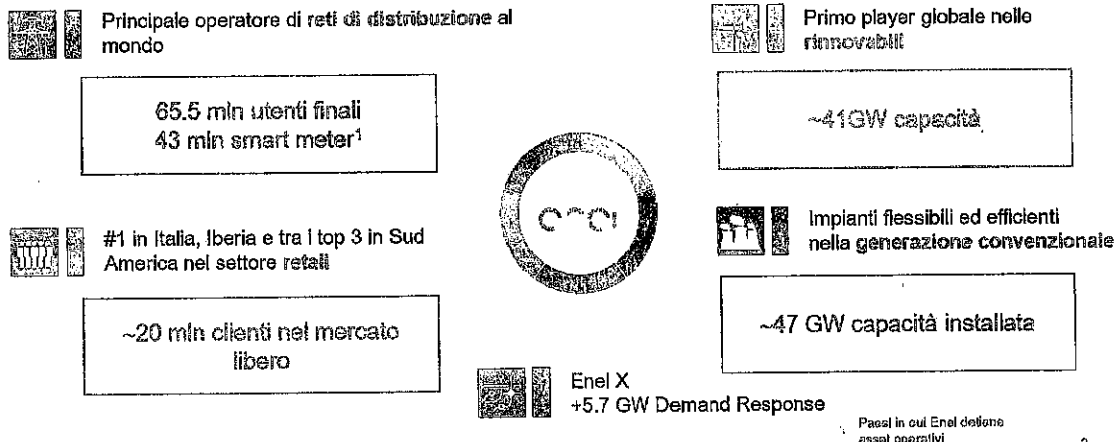 Principale operatore di reti di distribuzione al
mondo
65.5 mln utenti finali
43 mln smart meter¹
#1 in Italia, Iberia e tra i top 3 in Sud
America nel settore retail
~20 mln clienti nel mercato
libero
Primo player globale nelle
rinnovabili
~41GW capacità
Impianti flessibili ed efficienti
nella generazione convenzionale
~47 GW capacità installata
Enel X
+5.7 GW Demand Response
Paesi in cui Enel detiene
asset operativi